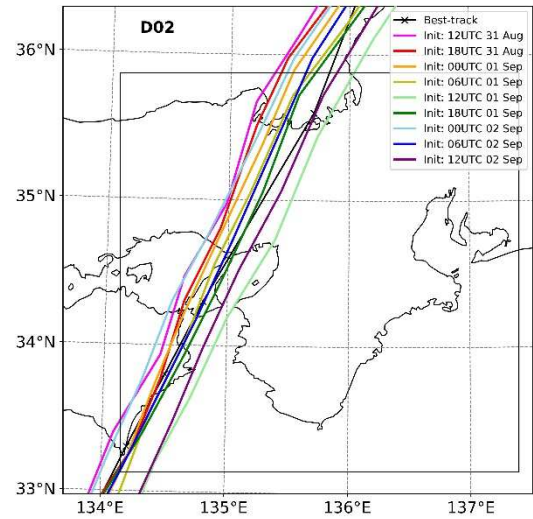 D02
Best-track
Init: 12UTC 31 Aug
Init: 18UTC 31 Aug
Init: 00UTC 01 Sep
Init: 06UTC 01 Sep
Init: 12UTC 01 Sep
Init: 18UTC 01 Sep
Init: 00UTC 02 Sep
Init: 06UTC 02 Sep
Init: 12UTC 02 Sep
36°N
35°N
34°N
33°N
134°E
135°E
136°E
137°E